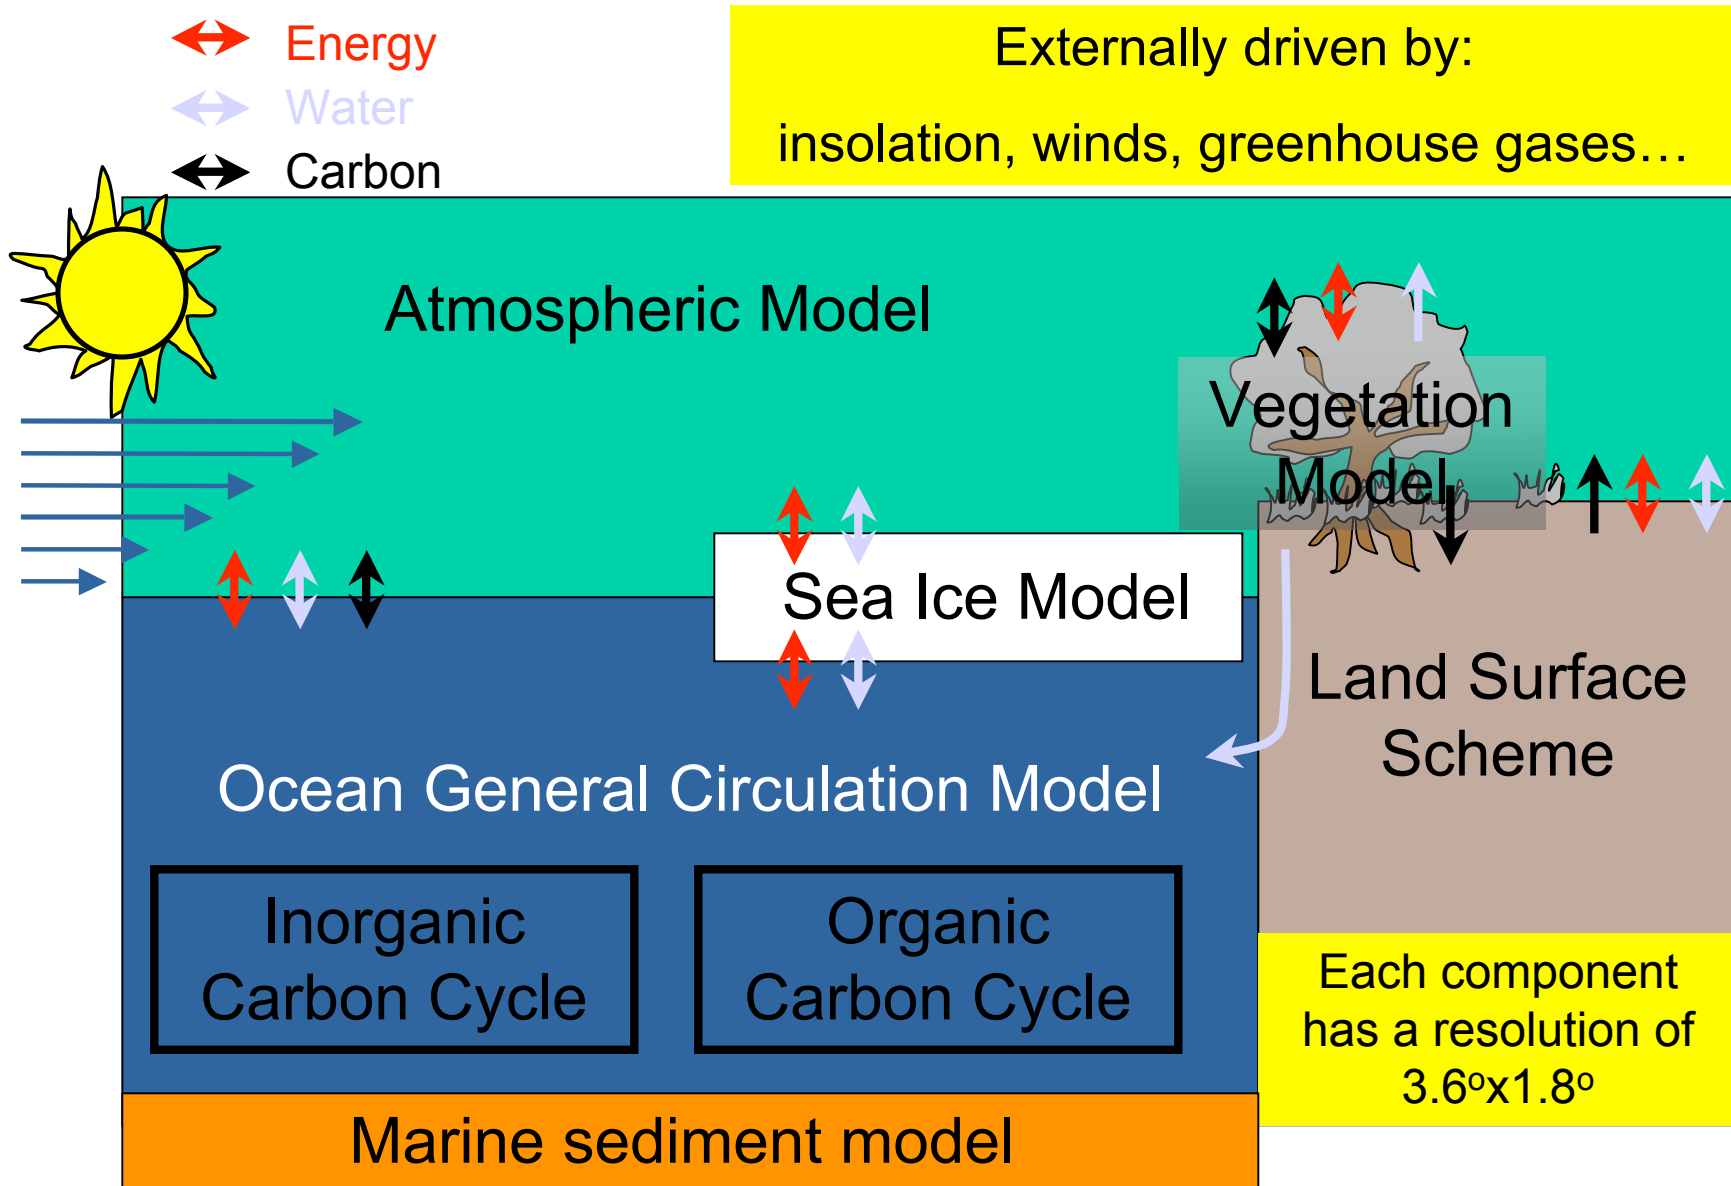 Energy
Water
Carbon
Externally driven by:
insolation, winds, greenhouse gases…
Atmospheric Model
Vegetation
Model
Sea Ice Model
Land Surface
Scheme
Ocean General Circulation Model
Inorganic
Carbon Cycle
Organic
Carbon Cycle
Each component
has a resolution of
3.6ºx1.8º
Marine sediment model